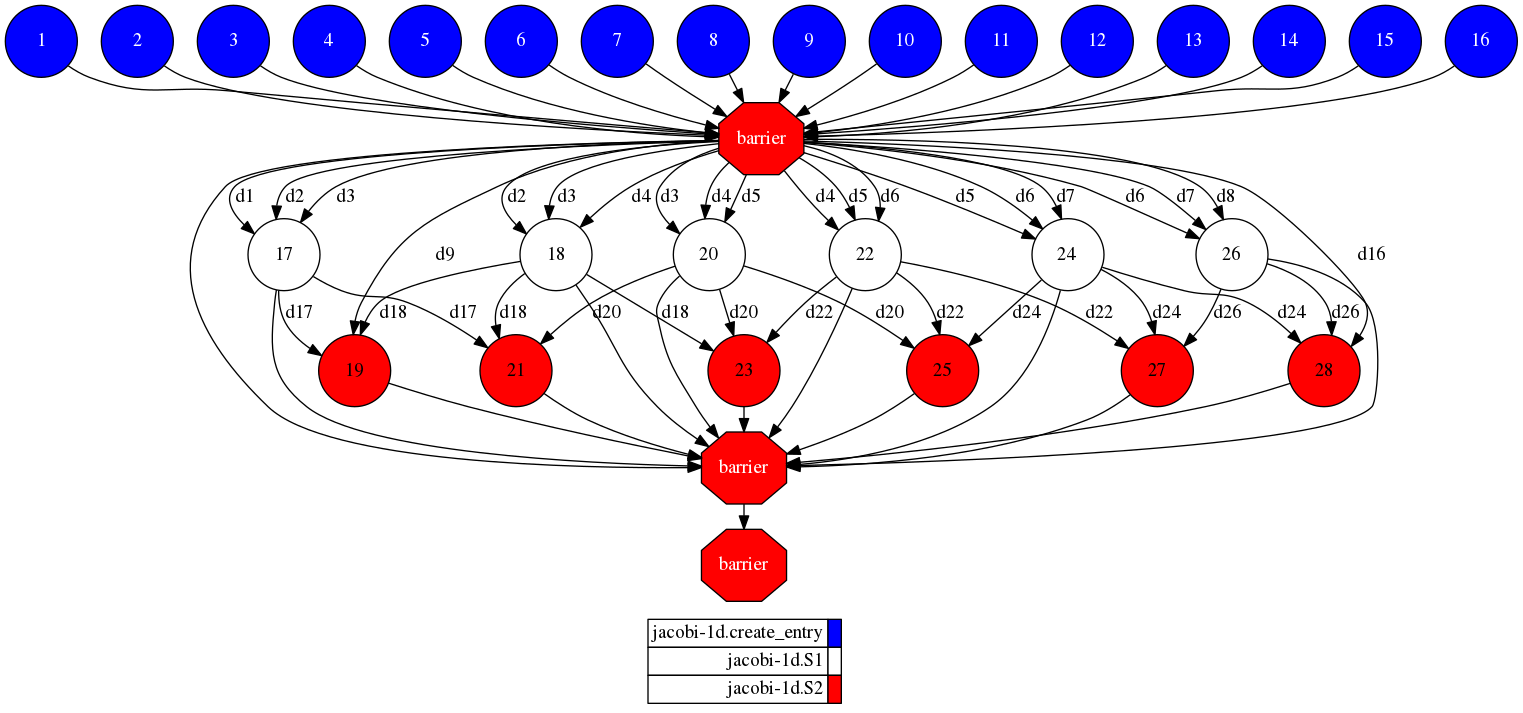 1 2 3 4 5 6 7 8 9 10 11 12 13 14 15 16
barrier
d1 d2 d3 d2 d3 d4 d3 d4 d5 d4 d5 d6 d5 d6 d7 d6 d7 d8
17 d9 18 20 22 24 26 d16
d17 d18 d17 d18 d20 d18 d20 d22 d20 d22 d24 d22 d24 d26 d24 d26
19 21 23 25 27 28
barrier
barrier
jacobi-1d.create_entry
jacobi-1d.S1
jacobi-1d.S2